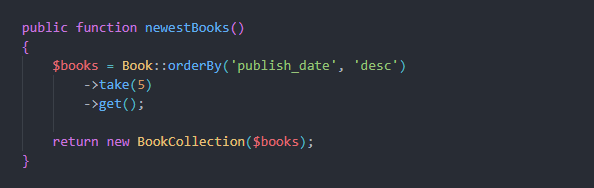 public function newestBooks()
{
    $books = Book::orderBy('publish_date', 'desc')
        ->take(5)
        ->get();

    return new BookCollection($books);
}